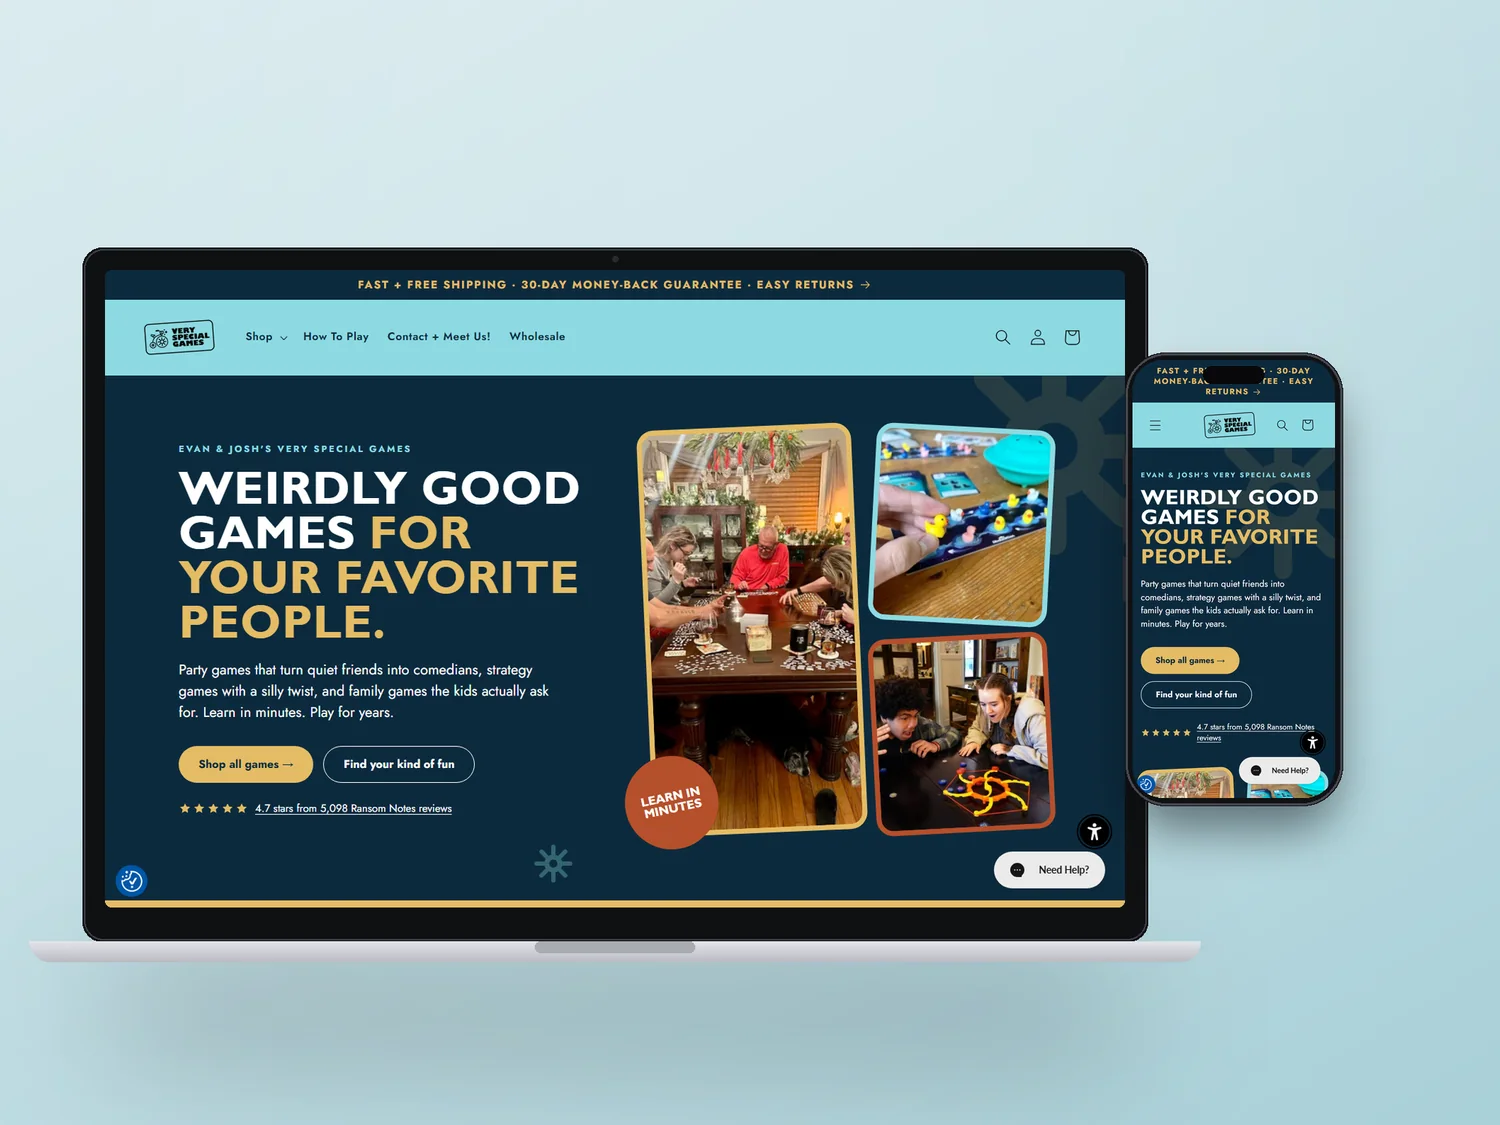 FAST + FREE SHIPPING · 30-DAY MONEY-BACK GUARANTEE · EASY RETURNS →
VERY
SPECIAL
GAMES
Shop
How To Play
Contact + Meet Us!
Wholesale
EVAN & JOSH'S VERY SPECIAL GAMES
WEIRDLY GOOD
GAMES FOR
YOUR FAVORITE
PEOPLE.
Party games that turn quiet friends into comedians, strategy
games with a silly twist, and family games the kids actually ask
for. Learn in minutes. Play for years.
Shop all games →
Find your kind of fun
4.7 stars from 5,098 Ransom Notes reviews
LEARN IN
MINUTES
Need Help?
FAST + FR · 30-DAY
MONEY-BA TEE · EASY
RETURNS →
VERY
SPECIAL
GAMES
EVAN & JOSH'S VERY SPECIAL GAMES
WEIRDLY GOOD
GAMES FOR
YOUR FAVORITE
PEOPLE.
Party games that turn quiet friends into
comedians, strategy games with a silly twist, and
family games the kids actually ask for. Learn in
minutes. Play for years.
Shop all games →
Find your kind of fun
4.7 stars from 5,098 Ransom Notes
reviews
Need Help?